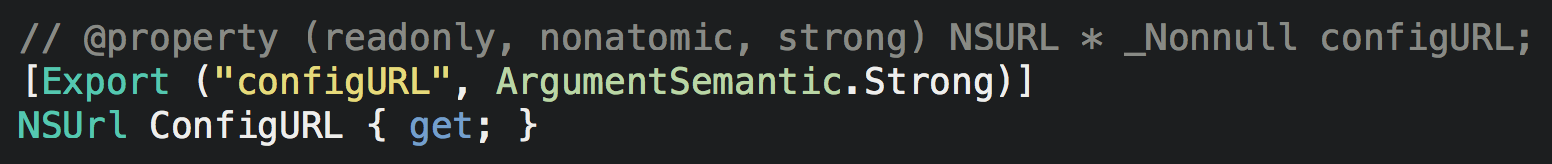 // @property (readonly, nonatomic, strong) NSURL * _Nonnull configURL;
[Export ("configURL", ArgumentSemantic.Strong)]
NSUrl ConfigURL { get; }